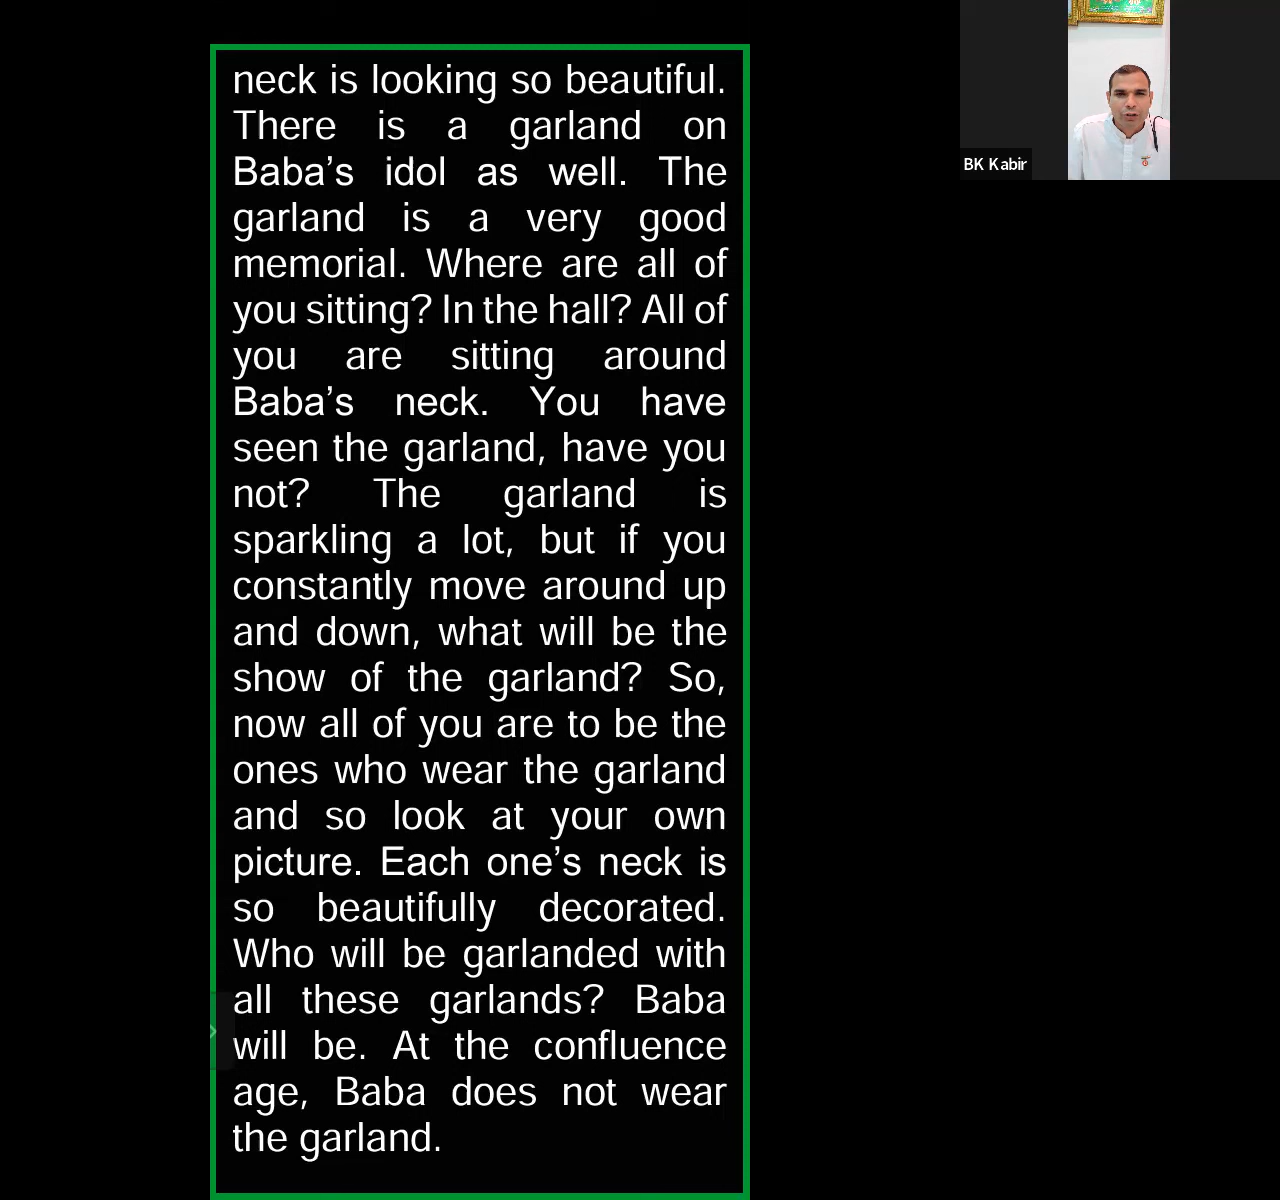 neck is looking so beautiful.
There is a garland on
Baba’s idol as well. The
garland is a very good
memorial. Where are all of
you sitting? In the hall? All of
you are sitting around
Baba’s neck. You have
seen the garland, have you
not? The garland is
sparkling a lot, but if you
constantly move around up
and down, what will be the
show of the garland? So,
now all of you are to be the
ones who wear the garland
and so look at your own
picture. Each one’s neck is
so beautifully decorated.
Who will be garlanded with
all these garlands? Baba
will be. At the confluence
age, Baba does not wear
the garland.
BK Kabir